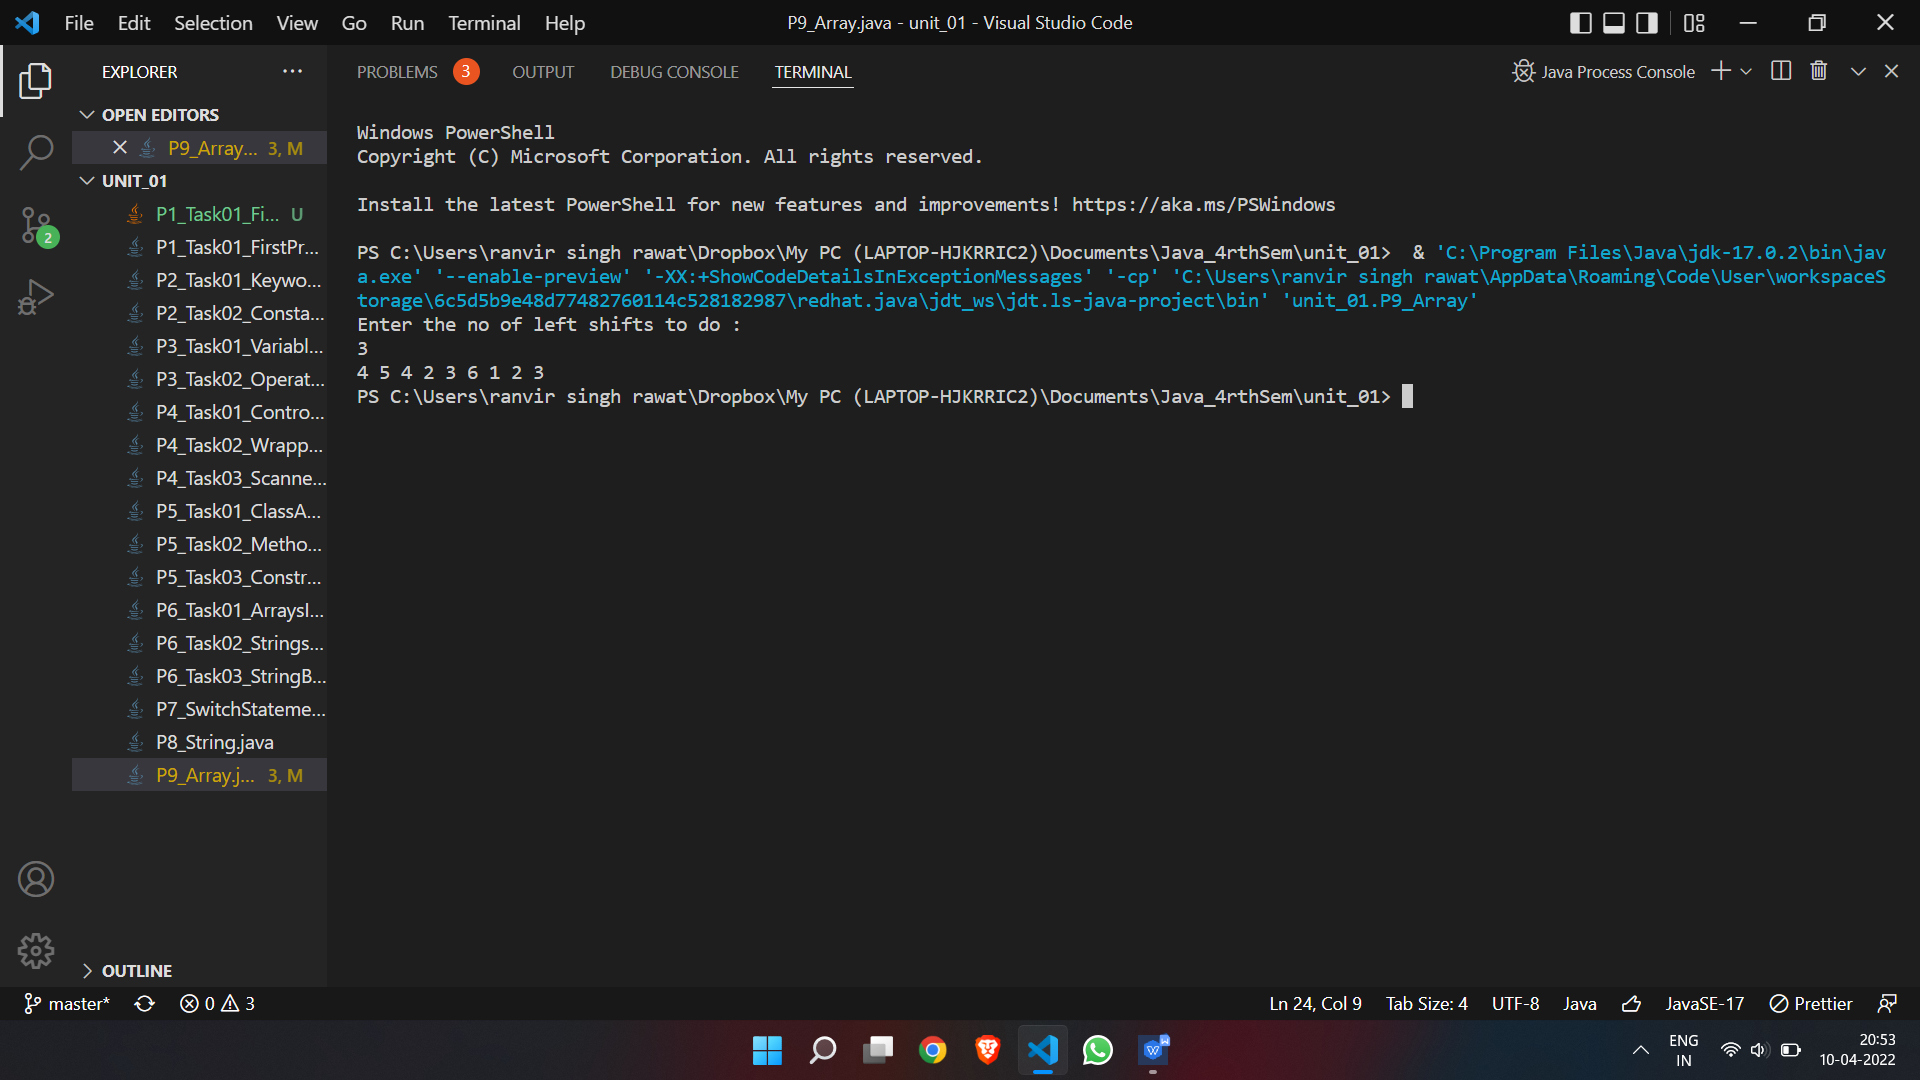 File Edit Selection View Go Run Terminal Help
P9_Array.java - unit_01 - Visual Studio Code
EXPLORER
PROBLEMS 3 OUTPUT DEBUG CONSOLE TERMINAL
Java Process Console
OPEN EDITORS
P9_Array... 3, M
UNIT_01
P1_Task01_Fi... U
P1_Task01_FirstPr...
P2_Task01_Keywo...
P2_Task02_Consta...
P3_Task01_Variabl...
P3_Task02_Operat...
P4_Task01_Contro...
P4_Task02_Wrapp...
P4_Task03_Scanne...
P5_Task01_ClassA...
P5_Task02_Metho...
P5_Task03_Constr...
P6_Task01_ArraysI...
P6_Task02_Strings...
P6_Task03_StringB...
P7_SwitchStateme...
P8_String.java
P9_Array.j... 3, M
OUTLINE
2
Windows PowerShell
Copyright (C) Microsoft Corporation. All rights reserved.
Install the latest PowerShell for new features and improvements! https://aka.ms/PSWindows
PS C:\Users\ranvir singh rawat\Dropbox\My PC (LAPTOP-HJKRRIC2)\Documents\Java_4rthSem\unit_01>  & 'C:\Program Files\Java\jdk-17.0.2\bin\jav
a.exe' '--enable-preview' '-XX:+ShowCodeDetailsInExceptionMessages' '-cp' 'C:\Users\ranvir singh rawat\AppData\Roaming\Code\User\workspaceS
torage\6c5d5b9e48d77482760114c528182987\redhat.java\jdt_ws\jdt.ls-java-project\bin' 'unit_01.P9_Array'
Enter the no of left shifts to do :
3
4 5 4 2 3 6 1 2 3
PS C:\Users\ranvir singh rawat\Dropbox\My PC (LAPTOP-HJKRRIC2)\Documents\Java_4rthSem\unit_01>
master* 0 3
Ln 24, Col 9 Tab Size: 4 UTF-8 Java JavaSE-17 Prettier
ENG
IN
20:53
10-04-2022